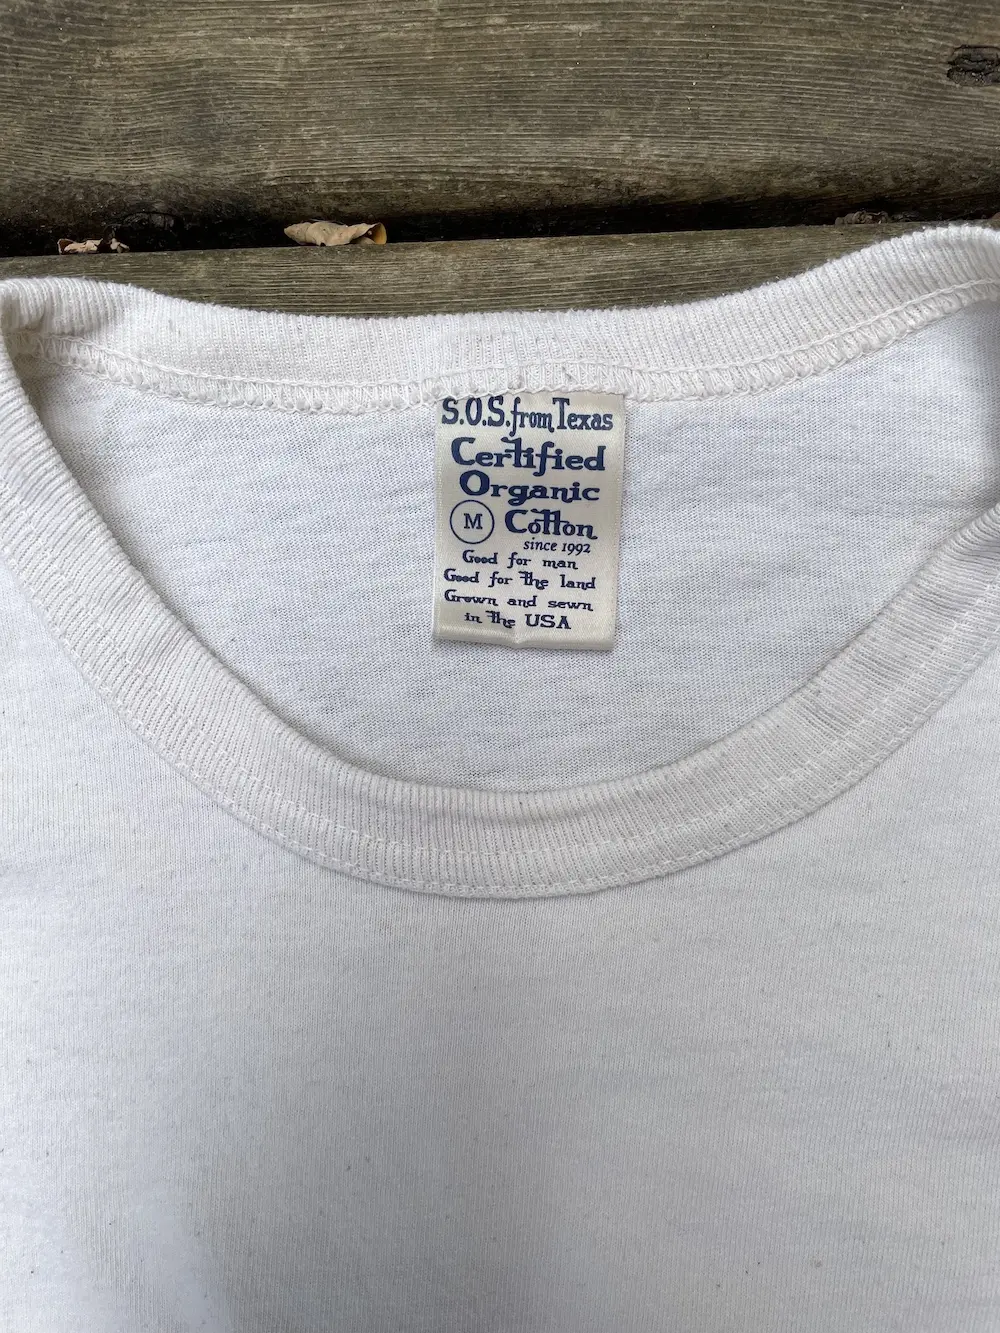 S.O.S. from Texas
Certified
Organic
M Cotton
since 1992
Good for man
Good for the land
Grown and sewn
in the USA